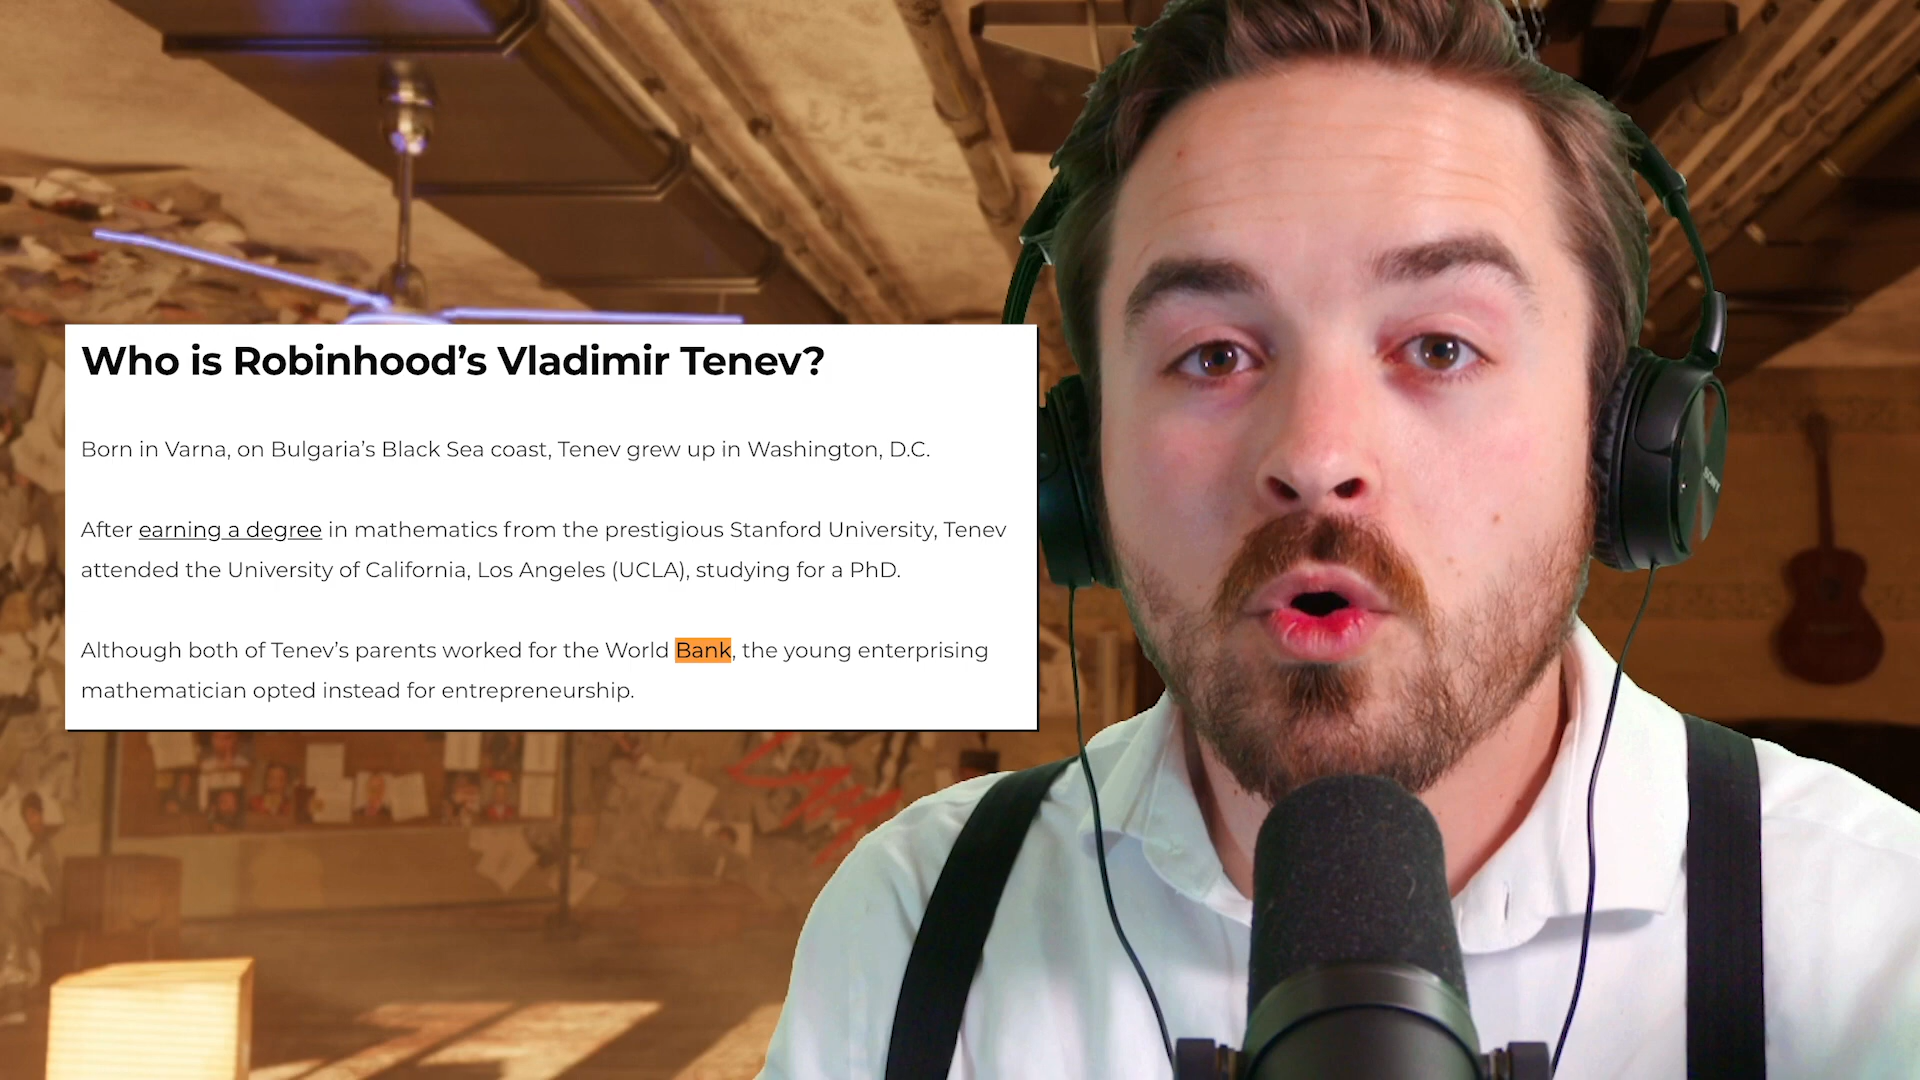 Who is Robinhood’s Vladimir Tenev?
Born in Varna, on Bulgaria’s Black Sea coast, Tenev grew up in Washington, D.C.
After earning a degree in mathematics from the prestigious Stanford University, Tenev
attended the University of California, Los Angeles (UCLA), studying for a PhD.
Although both of Tenev’s parents worked for the World Bank, the young enterprising
mathematician opted instead for entrepreneurship.
SONY